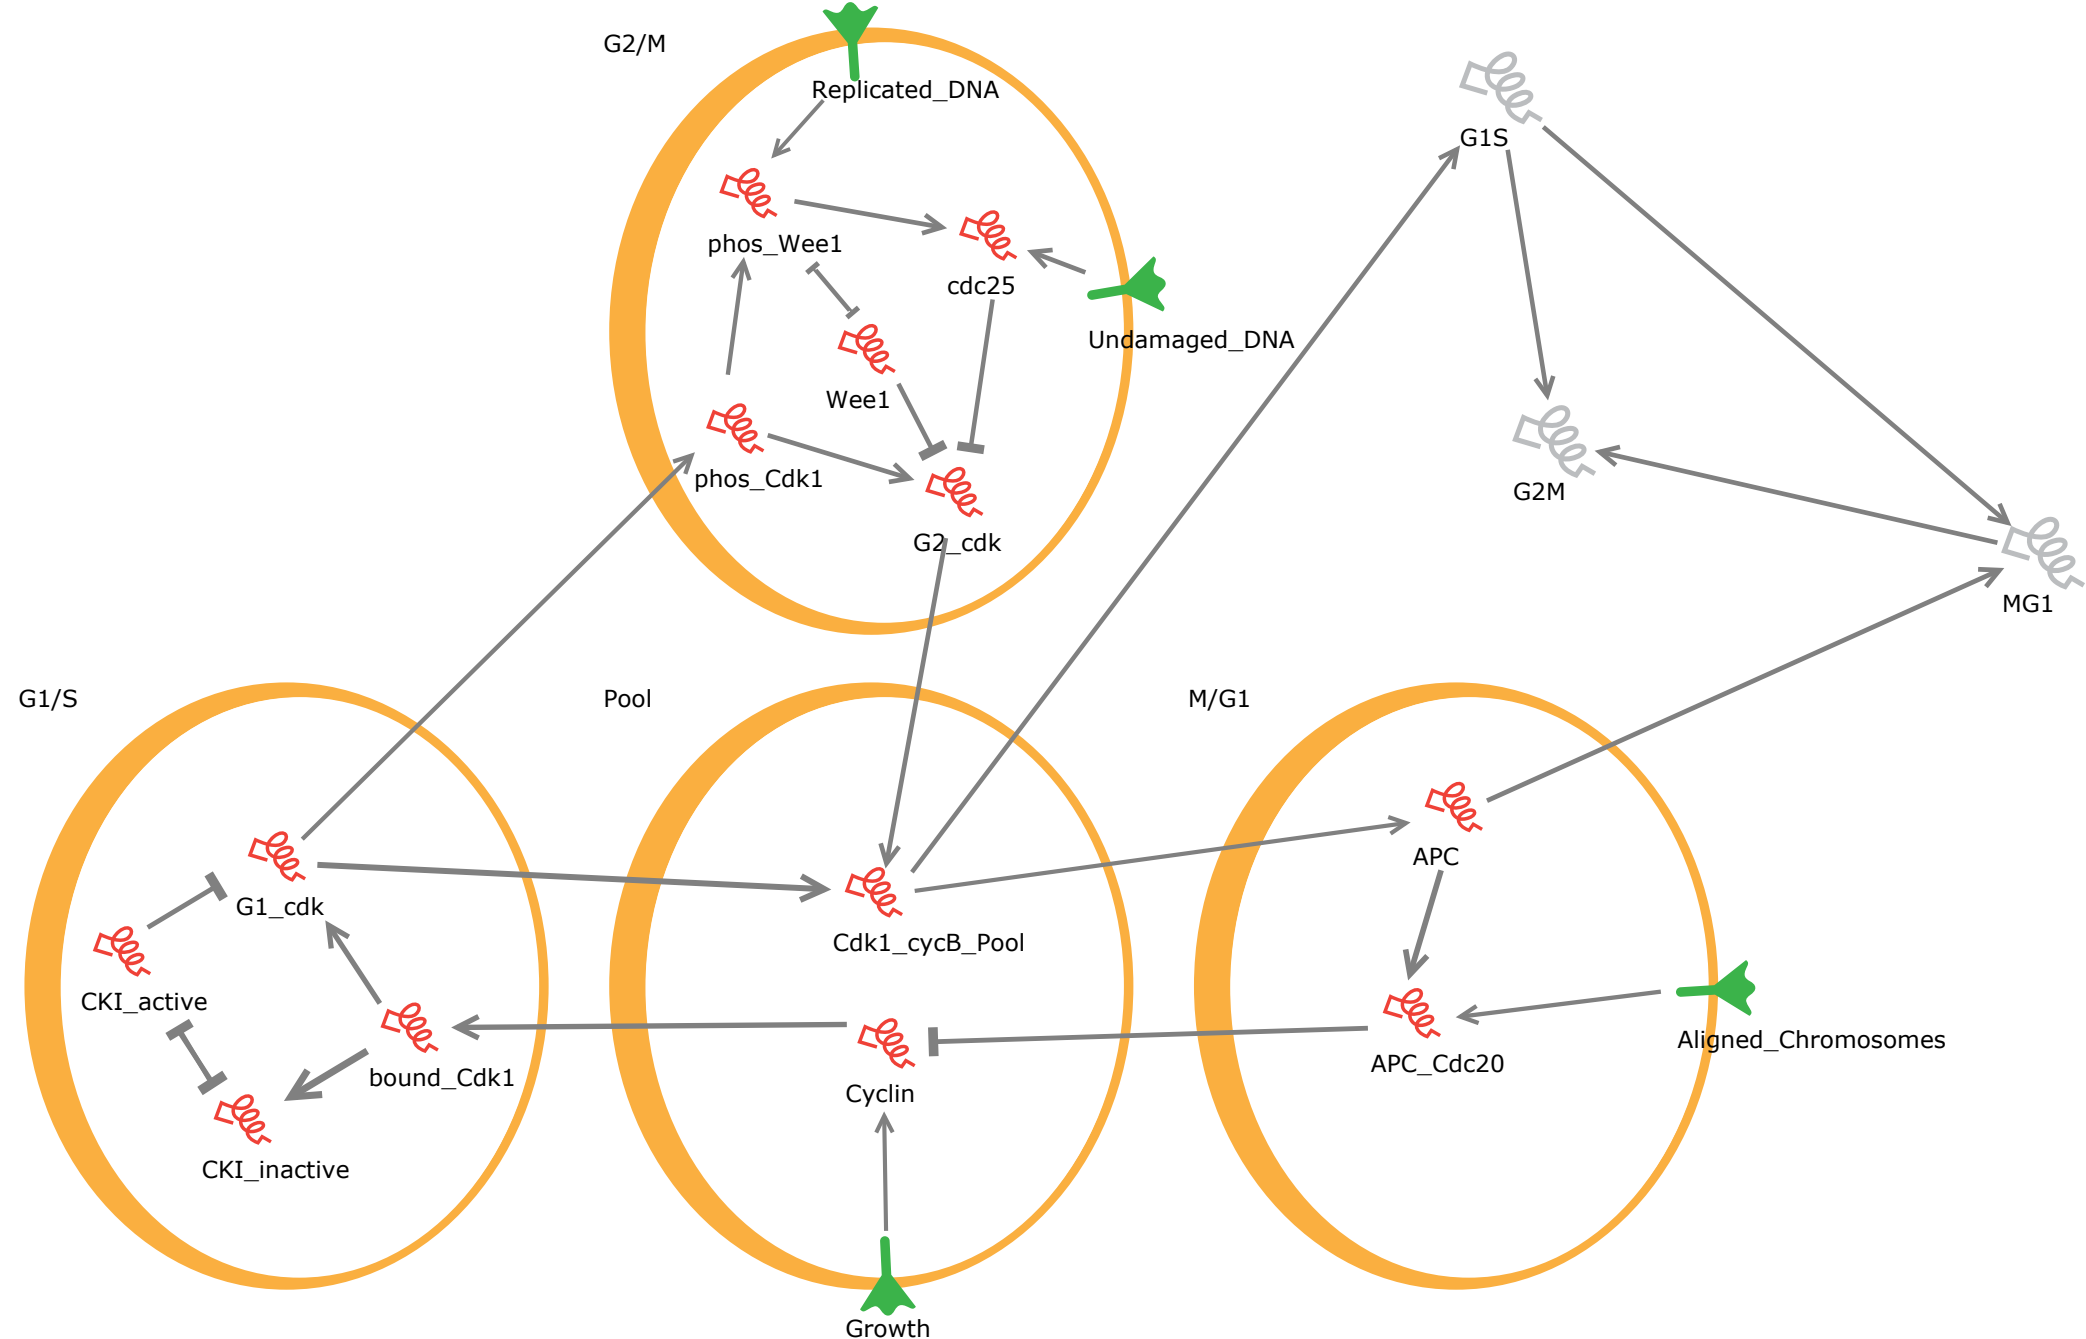 G2/M
Replicated_DNA
G1S
phos_Wee1
cdc25
Undamaged_DNA
Wee1
phos_Cdk1
G2M
G2_cdk
MG1
G1/S
Pool
M/G1
APC
G1_cdk
Cdk1_cycB_Pool
CKI_active
Aligned_Chromosomes
APC_Cdc20
bound_Cdk1
Cyclin
CKI_inactive
Growth